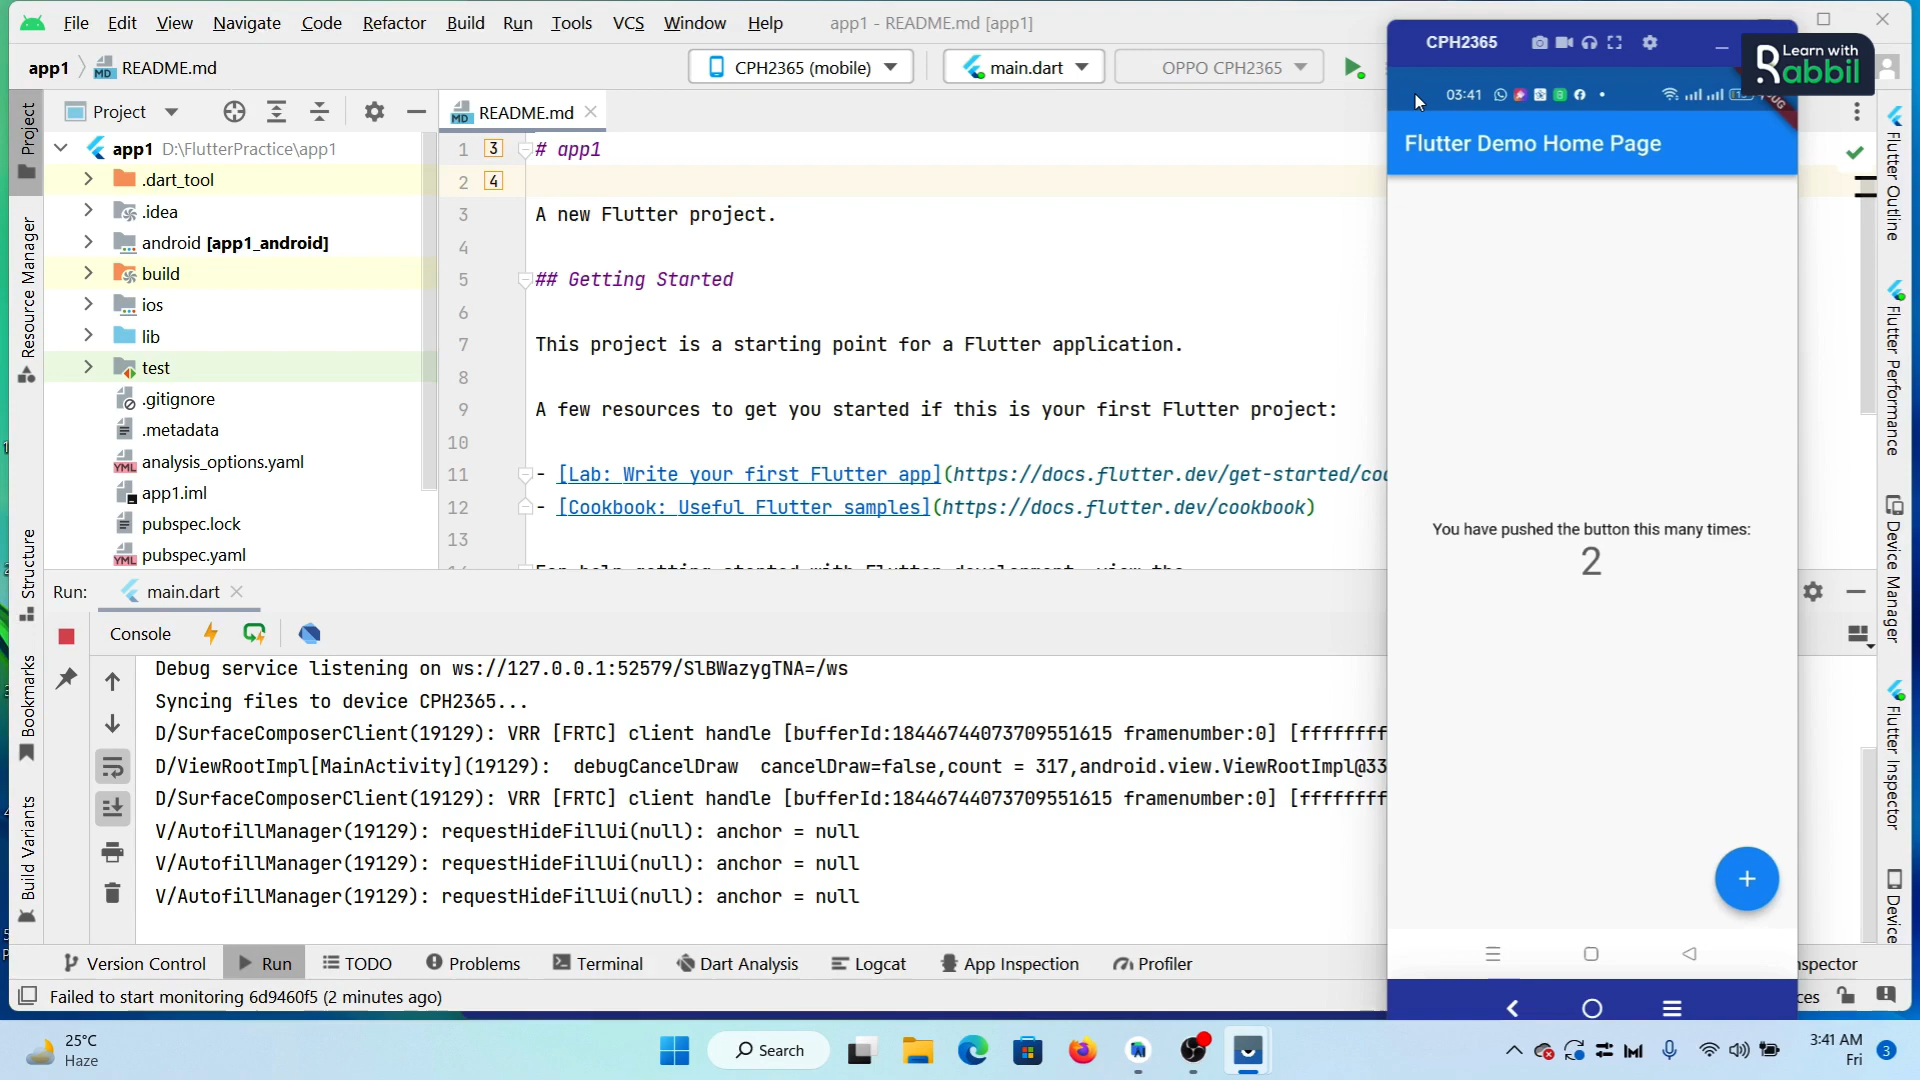 File Edit View Navigate Code Refactor Build Run Tools VCS Window Help app1 - README.md [app1]
app1 README.md CPH2365 (mobile) main.dart OPPO CPH2365
Project
README.md
app1 D:\FlutterPractice\app1
.dart_tool
.idea
android [app1_android]
build
ios
lib
test
.gitignore
.metadata
analysis_options.yaml
app1.iml
pubspec.lock
pubspec.yaml
Project
Resource Manager
Structure
Bookmarks
Build Variants
1 3 # app1
2 4
3 A new Flutter project.
4
5 ## Getting Started
6
7 This project is a starting point for a Flutter application.
8
9 A few resources to get you started if this is your first Flutter project:
10
11 - [Lab: Write your first Flutter app](https://docs.flutter.dev/get-started/co
12 - [Cookbook: Useful Flutter samples](https://docs.flutter.dev/cookbook)
13
Run: main.dart
Console
Debug service listening on ws://127.0.0.1:52579/SlBWazygTNA=/ws
Syncing files to device CPH2365...
D/SurfaceComposerClient(19129): VRR [FRTC] client handle [bufferId:18446744073709551615 framenumber:0] [ffffffff
D/ViewRootImpl[MainActivity](19129): debugCancelDraw cancelDraw=false,count = 317,android.view.ViewRootImpl@33
D/SurfaceComposerClient(19129): VRR [FRTC] client handle [bufferId:18446744073709551615 framenumber:0] [ffffffff
V/AutofillManager(19129): requestHideFillUi(null): anchor = null
V/AutofillManager(19129): requestHideFillUi(null): anchor = null
V/AutofillManager(19129): requestHideFillUi(null): anchor = null
Version Control Run TODO Problems Terminal Dart Analysis Logcat App Inspection Profiler
Failed to start monitoring 6d9460f5 (2 minutes ago)
CPH2365
Learn with
Rabbil
03:41
Flutter Demo Home Page
You have pushed the button this many times:
2
+
Flutter Outline
Flutter Performance
Device Manager
Flutter Inspector
Device
nspector
ces
25°C
Haze
Search
3:41 AM
Fri
3